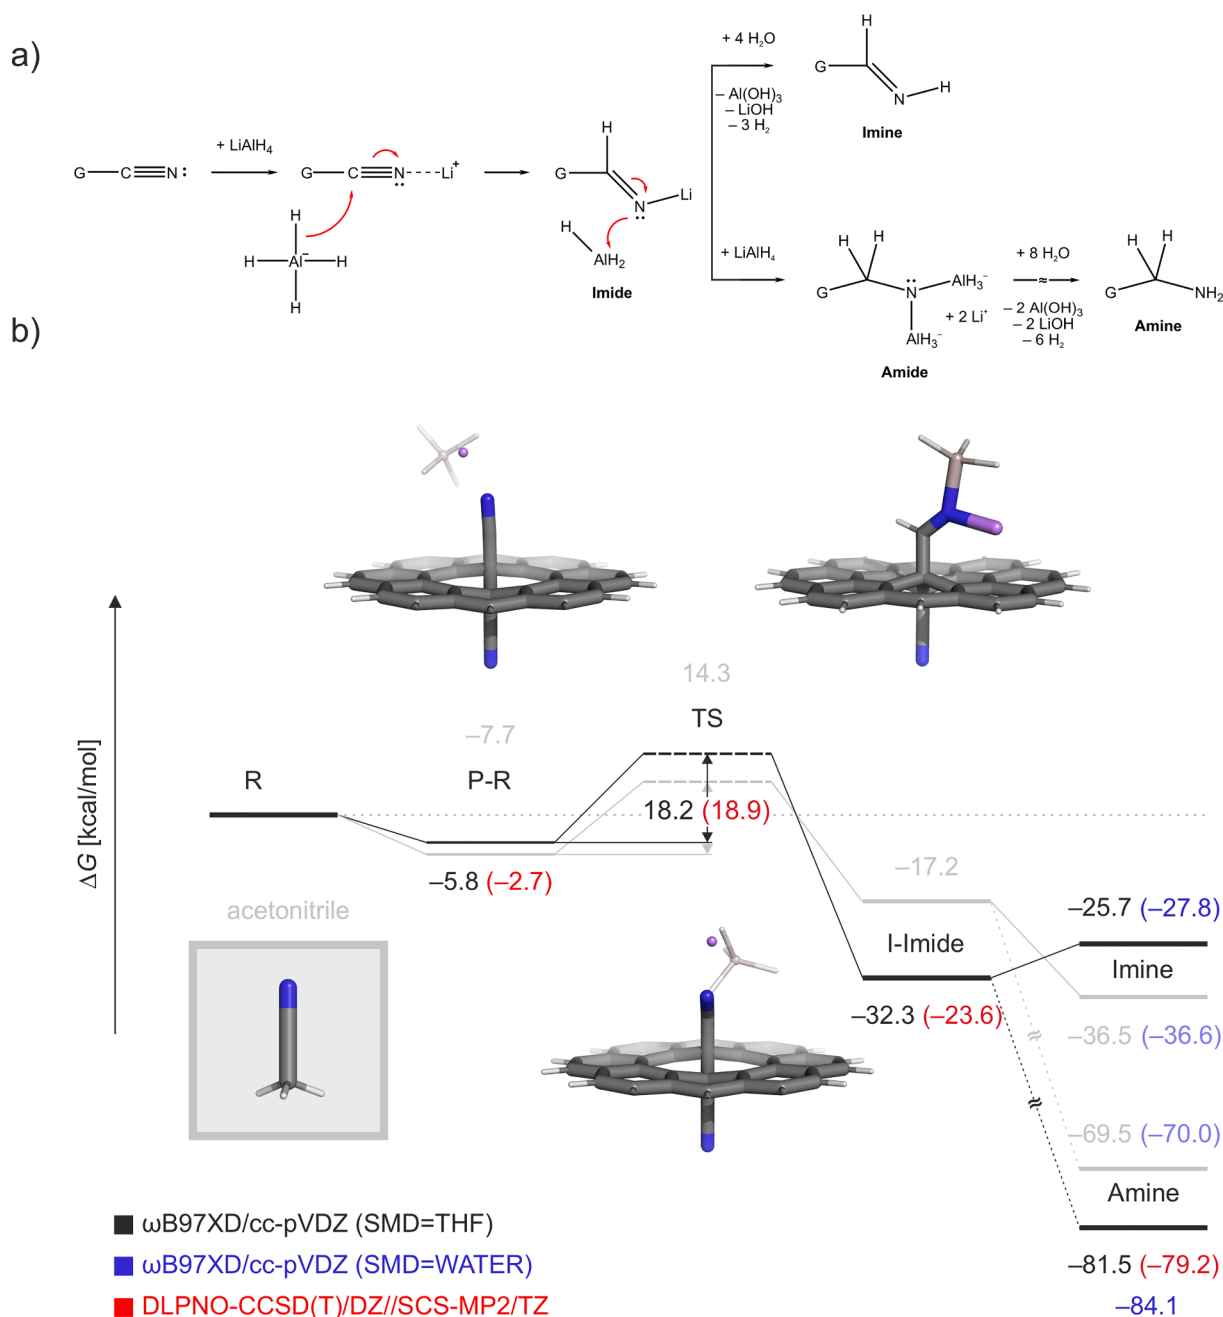 a)
+ LiAlH4
G C N :
G C N Li+
H
H Al– H
H
H
G
N
Li
H
AlH2
Imide
+ 4 H2O
– Al(OH)3
– LiOH
– 3 H2
H
G
N
H
Imine
+ LiAlH4
H H
G
N
AlH3–
AlH3–
+ 2 Li+
Amide
+ 8 H2O
≈
– 2 Al(OH)3
– 2 LiOH
– 6 H2
H H
G
NH2
Amine
b)
ΔG [kcal/mol]
14.3
TS
–7.7
R
P-R
18.2 (18.9)
–5.8 (–2.7)
–17.2
acetonitrile
I-Imide
–25.7 (–27.8)
Imine
–32.3 (–23.6)
–36.5 (–36.6)
–69.5 (–70.0)
Amine
–81.5 (–79.2)
–84.1
ωB97XD/cc-pVDZ (SMD=THF)
ωB97XD/cc-pVDZ (SMD=WATER)
DLPNO-CCSD(T)/DZ//SCS-MP2/TZ